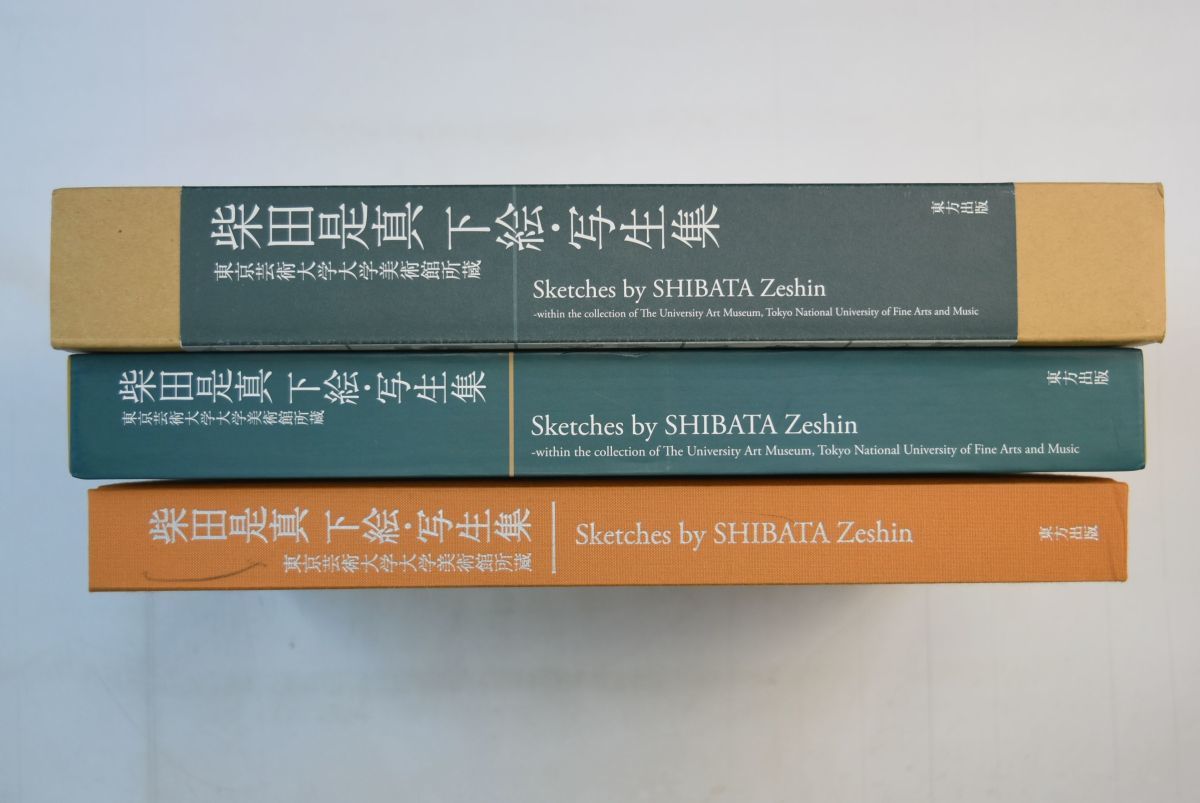 柴田是真 下絵・写生集
東京芸術大学大学美術館所蔵
Sketches by SHIBATA Zeshin
-within the collection of The University Art Museum, Tokyo National University of Fine Arts and Music
東方出版
柴田是真 下絵・写生集
東京芸術大学大学美術館所蔵
Sketches by SHIBATA Zeshin
-within the collection of The University Art Museum, Tokyo National University of Fine Arts and Music
東方出版
柴田是真 下絵・写生集
東京芸術大学大学美術館所蔵
Sketches by SHIBATA Zeshin
東方出版